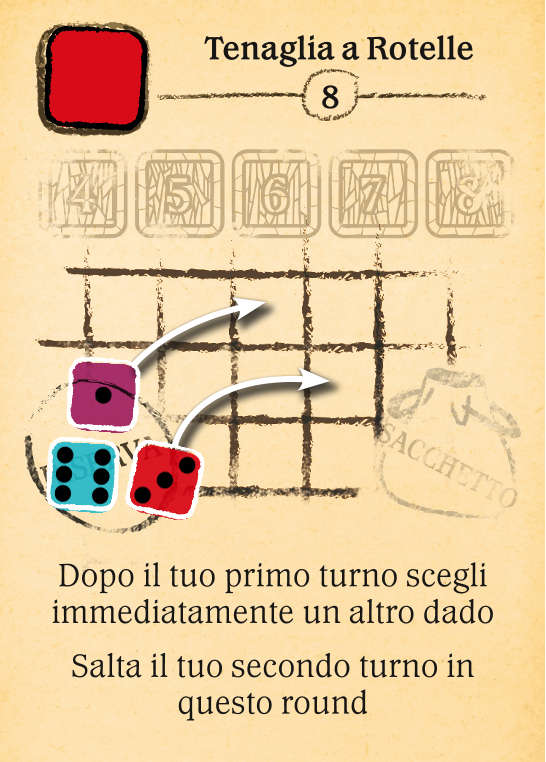 Tenaglia a Rotelle
8
4 5 6 7 8
RISERVA
SACCHETTO
Dopo il tuo primo turno scegli
immediatamente un altro dado
Salta il tuo secondo turno in
questo round